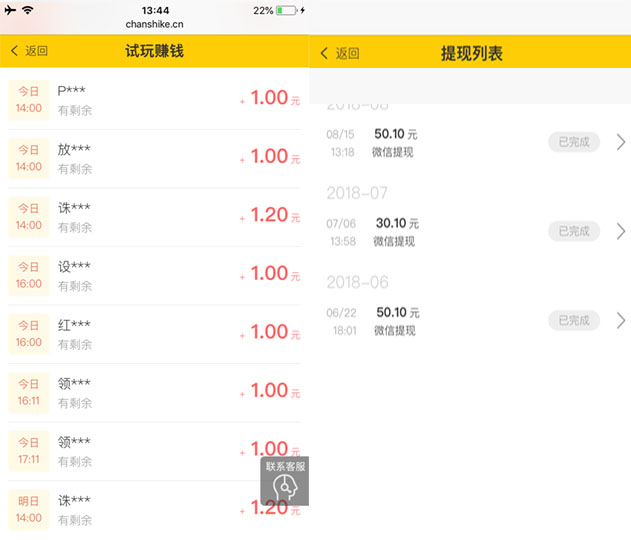 13:44
22%
chanshike.cn
返回
试玩赚钱
今日
14:00
P***
有剩余
+ 1.00 元
今日
14:00
放***
有剩余
+ 1.00 元
今日
14:00
诛***
有剩余
+ 1.20 元
今日
16:00
设***
有剩余
+ 1.00 元
今日
16:00
红***
有剩余
+ 1.00 元
今日
16:11
领***
有剩余
+ 1.00 元
今日
17:11
领***
有剩余
+ 1.00 元
联系客服
明日
14:00
诛***
有剩余
+ 1.20 元
返回
提现列表
2018-08
08/15
13:18
50.10 元
微信提现
已完成
2018-07
07/06
13:58
30.10 元
微信提现
已完成
2018-06
06/22
18:01
50.10 元
微信提现
已完成